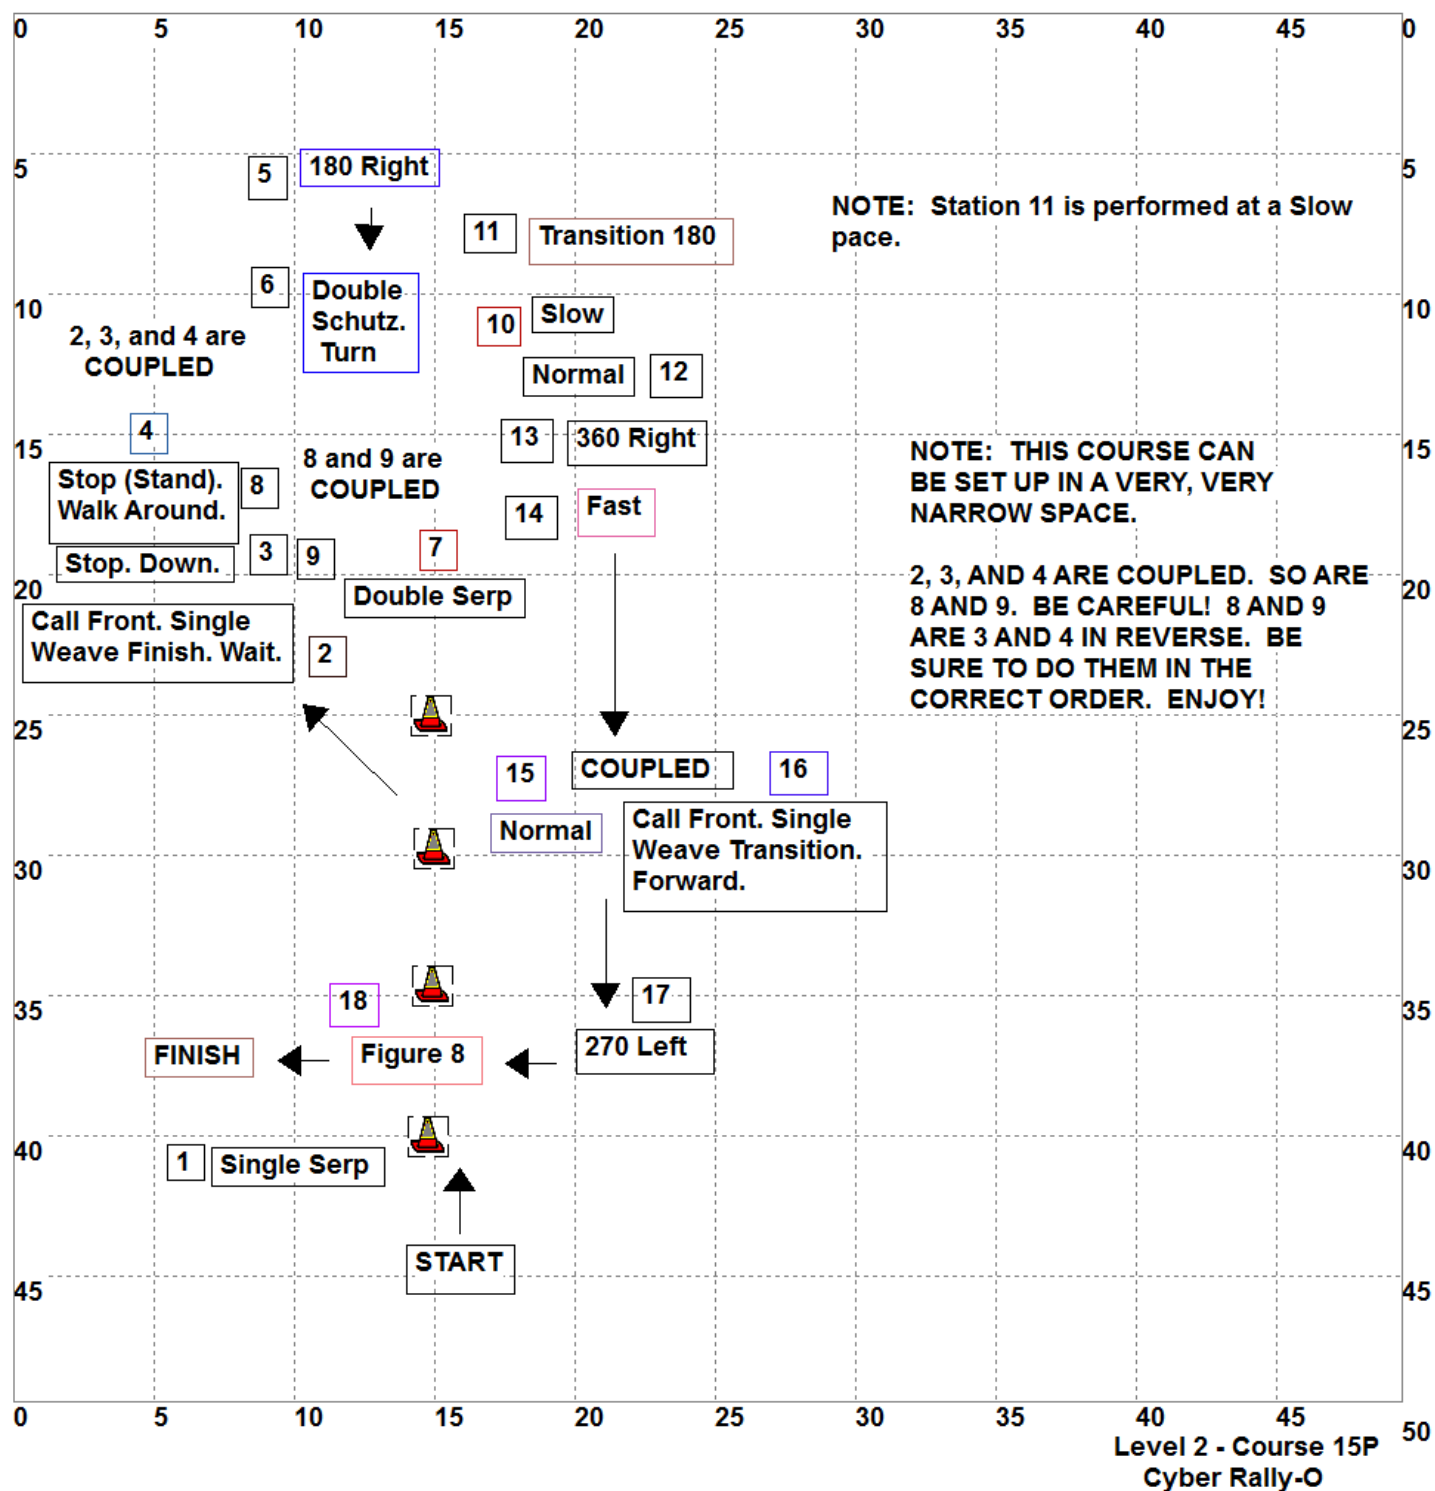 0 5 10 15 20 25 30 35 40 45 0
5 180 Right
5 5
NOTE: Station 11 is performed at a Slow
pace.
11 Transition 180
6 Double
Schutz.
Turn
10 10
10 Slow
2, 3, and 4 are
COUPLED
Normal 12
4
13 360 Right
15 15
8 and 9 are
COUPLED
NOTE: THIS COURSE CAN
BE SET UP IN A VERY, VERY
NARROW SPACE.
Stop (Stand).
Walk Around.
8
14 Fast
3 9 7
Stop. Down.
2, 3, AND 4 ARE COUPLED. SO ARE
8 AND 9. BE CAREFUL! 8 AND 9
ARE 3 AND 4 IN REVERSE. BE
SURE TO DO THEM IN THE
CORRECT ORDER. ENJOY!
20 20
Double Serp
Call Front. Single
Weave Finish. Wait.
2
25 25
15 COUPLED 16
Normal
Call Front. Single
Weave Transition.
Forward.
30 30
18 17
35 35
FINISH Figure 8 270 Left
40 40
1 Single Serp
START
45 45
0 5 10 15 20 25 30 35 40 45 50
Level 2 - Course 15P
Cyber Rally-O